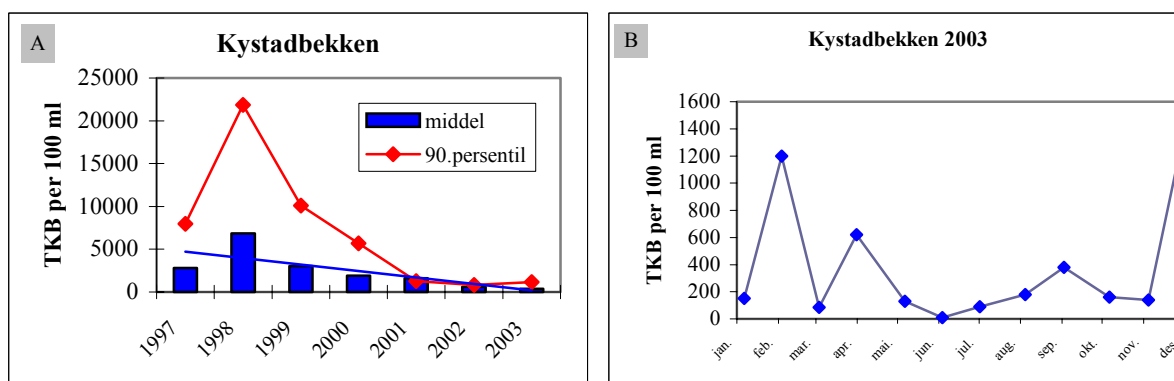 A
Kystadbekken
TKB per 100 ml
25000
20000
15000
10000
5000
0
middel
90.persentil
1997
1998
1999
2000
2001
2002
2003
B
Kystadbekken 2003
TKB per 100 ml
1600
1400
1200
1000
800
600
400
200
0
jan.
feb.
mar.
apr.
mai.
jun.
jul.
aug.
sep.
okt.
nov.
des